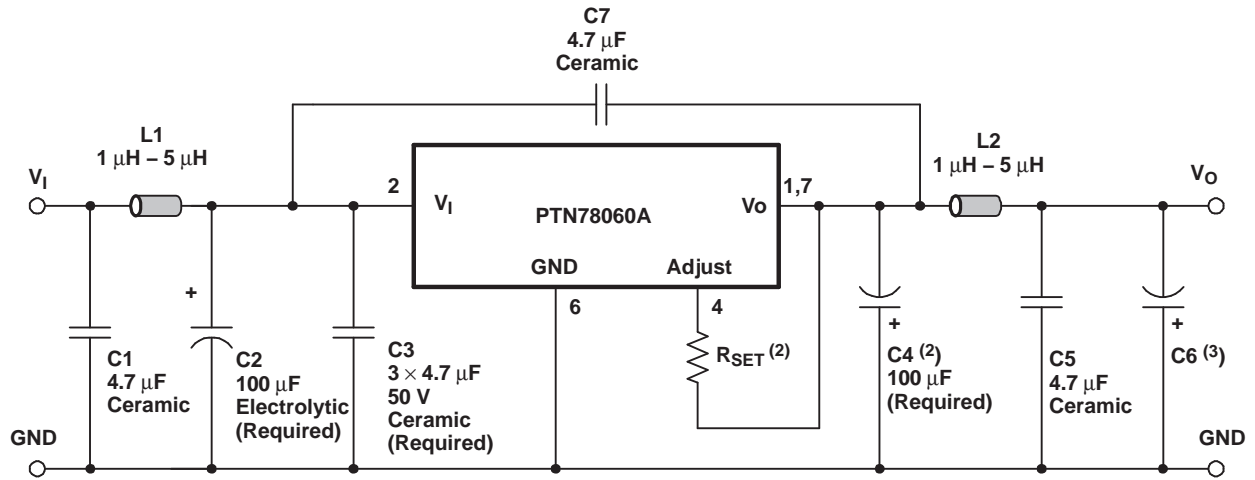 C7
4.7 μF
Ceramic
L1
1 μH – 5 μH
L2
1 μH – 5 μH
VI
2
VI
PTN78060A
Vo
1,7
VO
GND
Adjust
6
4
+
C1
4.7 μF
Ceramic
C2
100 μF
Electrolytic
(Required)
C3
3 × 4.7 μF
50 V
Ceramic
(Required)
RSET (2)
+
C4 (2)
100 μF
(Required)
C5
4.7 μF
Ceramic
+
C6 (3)
GND
GND